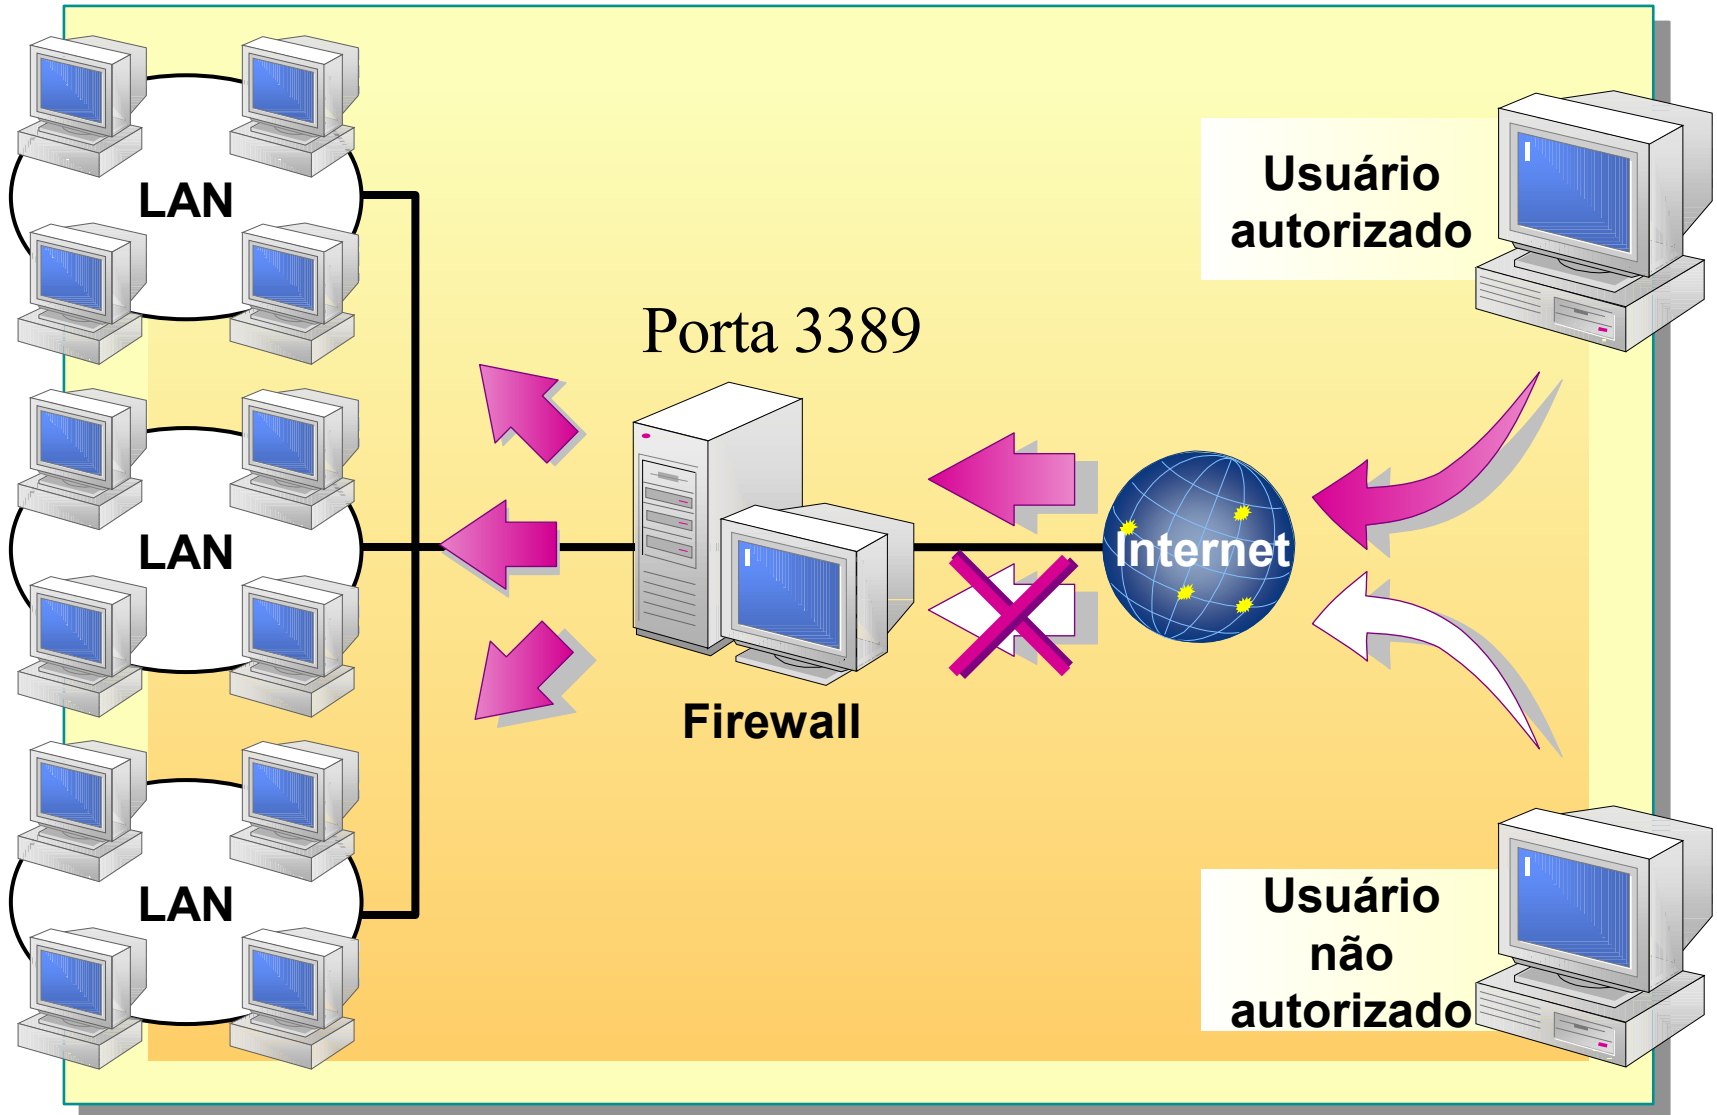 LAN
Usuário
autorizado
Porta 3389
LAN
Internet
Firewall
LAN
Usuário
não
autorizado